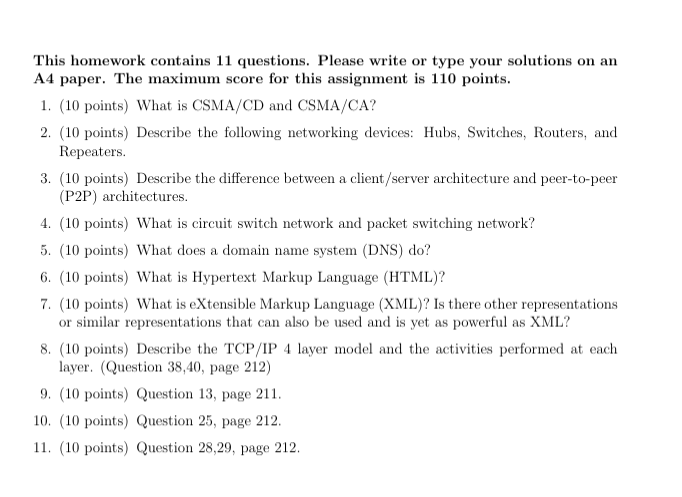 This homework contains 11 questions. Please write or type your solutions on an
A4 paper. The maximum score for this assignment is 110 points.
1. (10 points) What is CSMA/CD and CSMA/CA?
2. (10 points) Describe the following networking devices: Hubs, Switches, Routers, and
Repeaters.
3. (10 points) Describe the difference between a client/server architecture and peer-to-peer
(P2P) architectures.
4. (10 points) What is circuit switch network and packet switching network?
5. (10 points) What does a domain name system (DNS) do?
6. (10 points) What is Hypertext Markup Language (HTML)?
7. (10 points) What is eXtensible Markup Language (XML)? Is there other representations
or similar representations that can also be used and is yet as powerful as XML?
8. (10 points) Describe the TCP/IP 4 layer model and the activities performed at each
layer. (Question 38,40, page 212)
9. (10 points) Question 13, page 211.
10. (10 points) Question 25, page 212.
11. (10 points) Question 28,29, page 212.